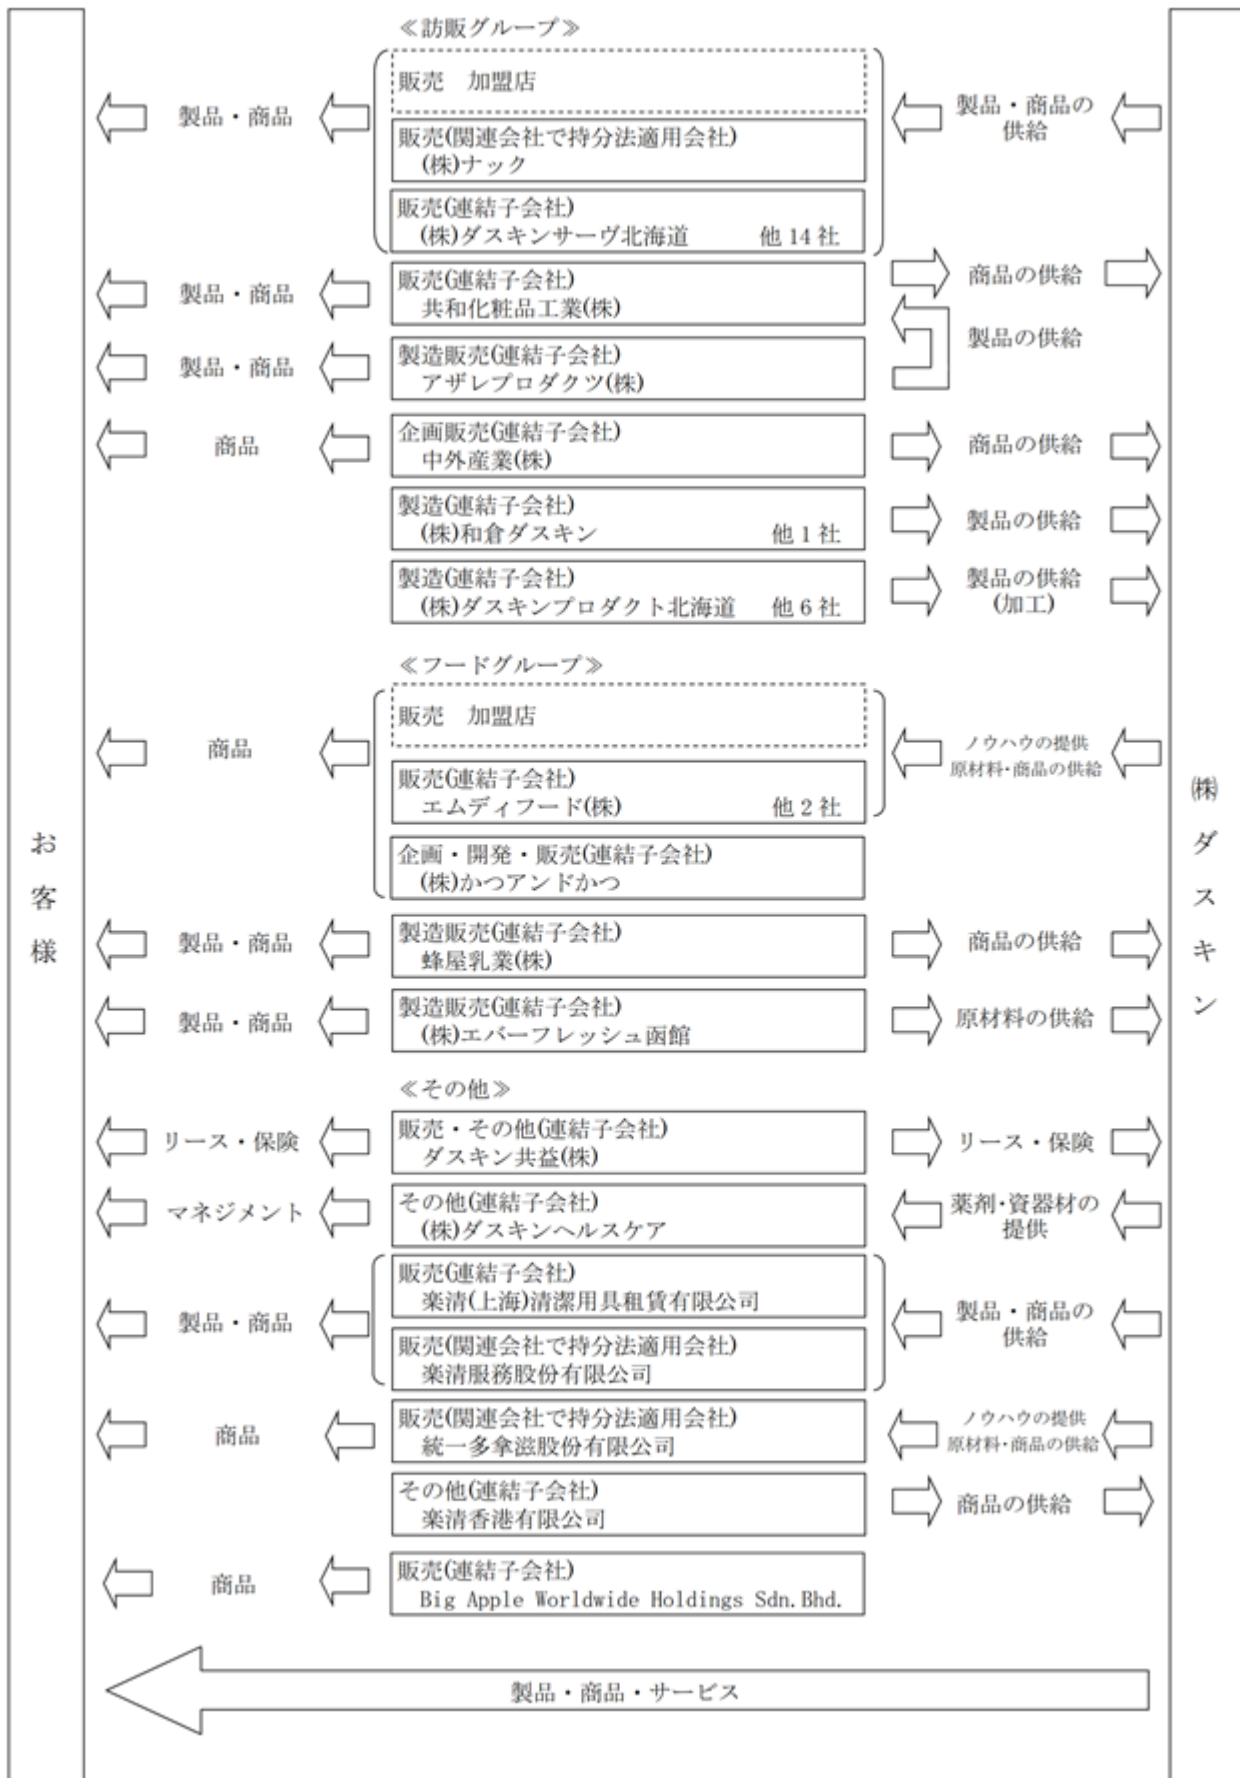 ≪訪販グループ≫
販売　加盟店
製品・商品
製品・商品の
供給
販売(関連会社で持分法適用会社)
(株)ナック
販売(連結子会社)
(株)ダスキンサーヴ北海道　他 14 社
販売(連結子会社)
共和化粧品工業(株)
製品・商品
商品の供給
製品の供給
製造販売(連結子会社)
アザレプロダクツ(株)
製品・商品
企画販売(連結子会社)
中外産業(株)
商品
商品の供給
製造(連結子会社)
(株)和倉ダスキン　他 1 社
製品の供給
製造(連結子会社)
(株)ダスキンプロダクト北海道　他 6 社
製品の供給
(加工)
≪フードグループ≫
販売　加盟店
商品
ノウハウの提供
原材料・商品の供給
販売(連結子会社)
エムディフード(株)　他 2 社
企画・開発・販売(連結子会社)
(株)かつアンドかつ
お客様
(株)ダスキン
製造販売(連結子会社)
蜂屋乳業(株)
製品・商品
商品の供給
製造販売(連結子会社)
(株)エバーフレッシュ函館
製品・商品
原材料の供給
≪その他≫
販売・その他(連結子会社)
ダスキン共益(株)
リース・保険
リース・保険
その他(連結子会社)
(株)ダスキンヘルスケア
マネジメント
薬剤・資器材の
提供
販売(連結子会社)
楽清(上海)清潔用具租賃有限公司
製品・商品
製品・商品の
供給
販売(関連会社で持分法適用会社)
楽清服務股份有限公司
販売(関連会社で持分法適用会社)
統一多拿滋股份有限公司
商品
ノウハウの提供
原材料・商品の供給
その他(連結子会社)
楽清香港有限公司
商品の供給
販売(連結子会社)
Big Apple Worldwide Holdings Sdn.Bhd.
商品
製品・商品・サービス